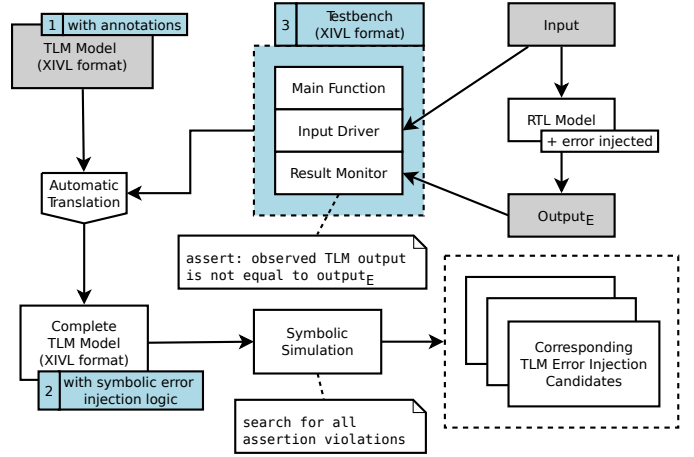 1 with annotations
TLM Model
(XIVL format)
3 Testbench
(XIVL format)
Input
Main Function
Input Driver
Result Monitor
RTL Model
+ error injected
Automatic
Translation
OutputE
assert: observed TLM output
is not equal to outputE
Complete
TLM Model
(XIVL format)
2 with symbolic error
injection logic
Symbolic
Simulation
Corresponding
TLM Error Injection
Candidates
search for all
assertion violations